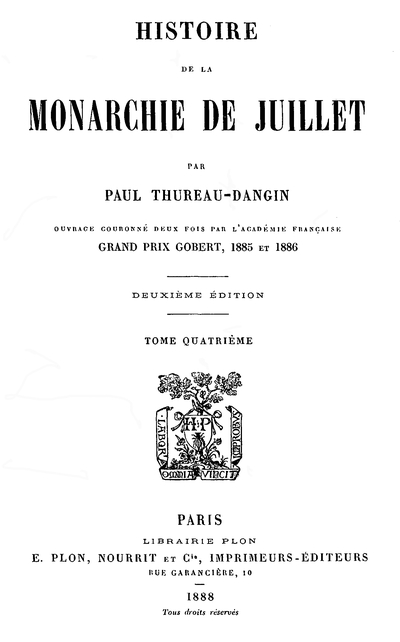 HISTOIRE
DE LA
MONARCHIE DE JUILLET
PAR
PAUL THUREAU-DANGIN
OUVRAGE COURONNÉ DEUX FOIS PAR L'ACADÉMIE FRANÇAISE
GRAND PRIX GOBERT, 1885 ET 1886
DEUXIÈME ÉDITION
TOME QUATRIÈME
LABOR
H P
IMPROBUS
OMNIA VINCIT
PARIS
LIBRAIRIE PLON
E. PLON, NOURRIT ET Cie, IMPRIMEURS-ÉDITEURS
RUE GARANCIÈRE, 10
1888
Tous droits réservés